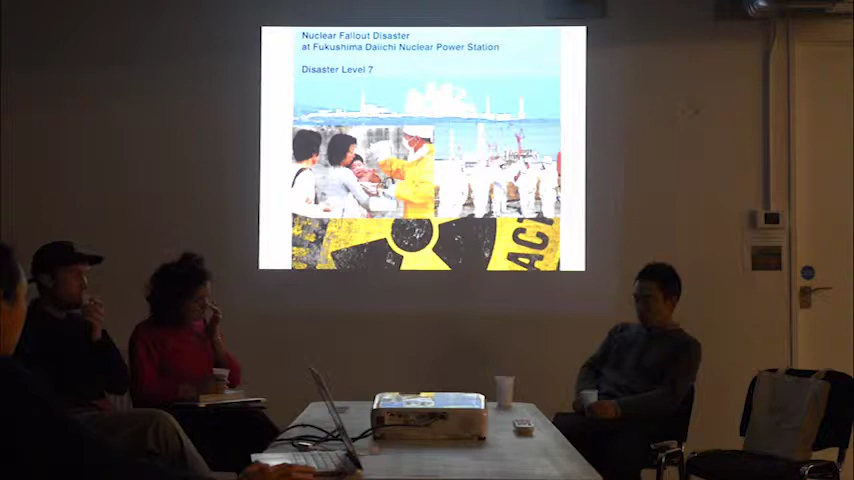 Nuclear Fallout Disaster
at Fukushima Daiichi Nuclear Power Station
Disaster Level 7